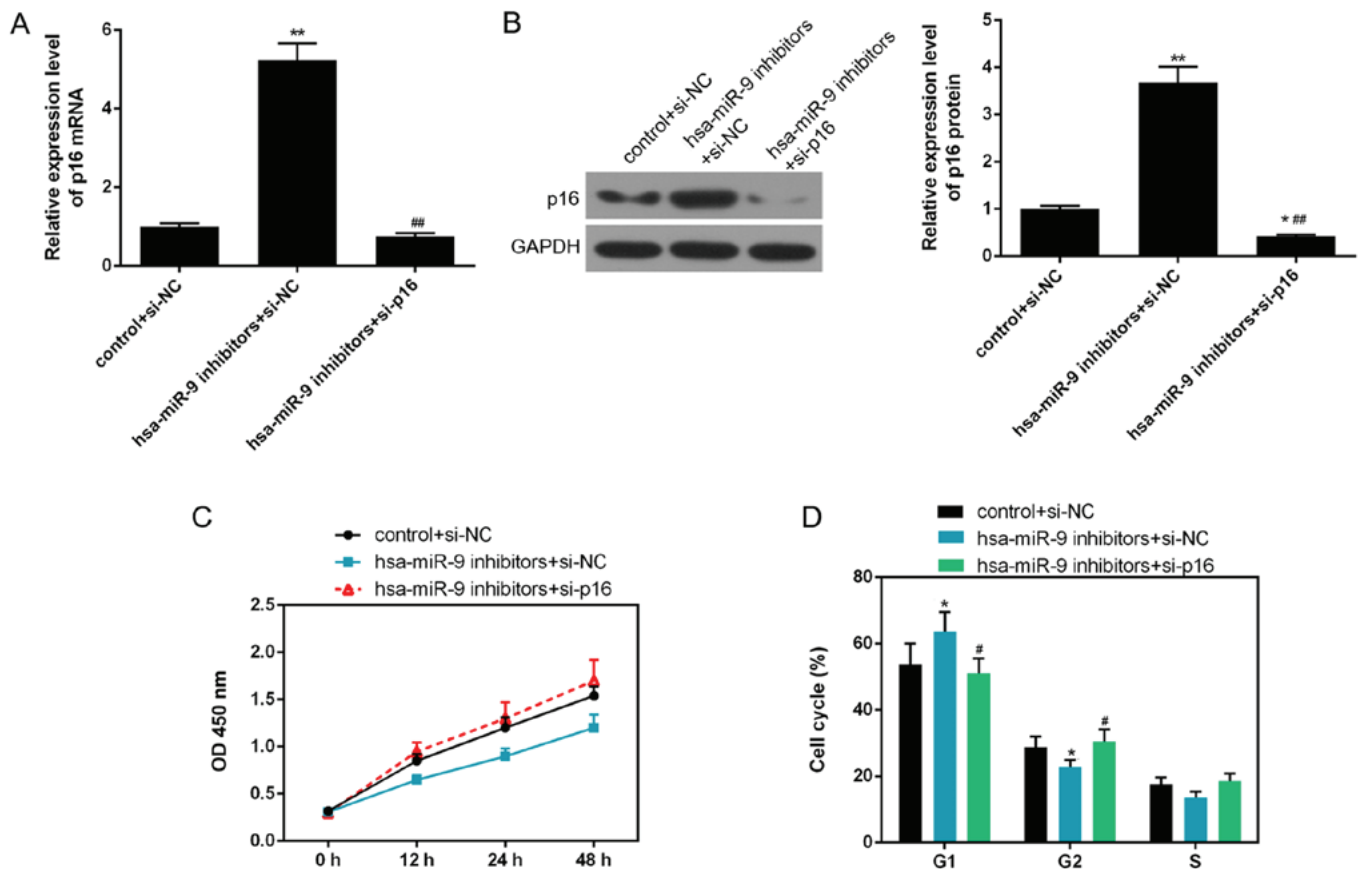 A
Relative expression level
of p16 mRNA
8
6
4
2
0
**
##
control+si-NC
hsa-miR-9 inhibitors+si-NC
hsa-miR-9 inhibitors+si-p16
B
control+si-NC
hsa-miR-9 inhibitors
+si-NC
hsa-miR-9 inhibitors
+si-p16
p16
GAPDH
Relative expression level
of p16 protein
5
4
3
2
1
0
**
* ##
control+si-NC
hsa-miR-9 inhibitors+si-NC
hsa-miR-9 inhibitors+si-p16
C
control+si-NC
hsa-miR-9 inhibitors+si-NC
hsa-miR-9 inhibitors+si-p16
OD 450 nm
2.5
2.0
1.5
1.0
0.5
0.0
0 h 12 h 24 h 48 h
D
control+si-NC
hsa-miR-9 inhibitors+si-NC
hsa-miR-9 inhibitors+si-p16
Cell cycle (%)
80
60
40
20
0
*
#
*
#
G1 G2 S